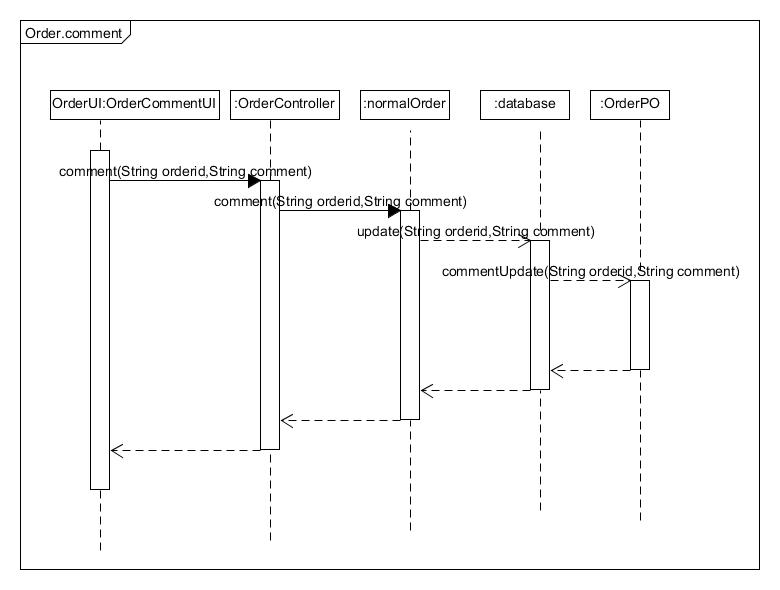 Order.comment
OrderUI:OrderCommentUI
:OrderController
:normalOrder
:database
:OrderPO
comment(String orderid,String comment)
comment(String orderid,String comment)
update(String orderid,String comment)
commentUpdate(String orderid,String comment)